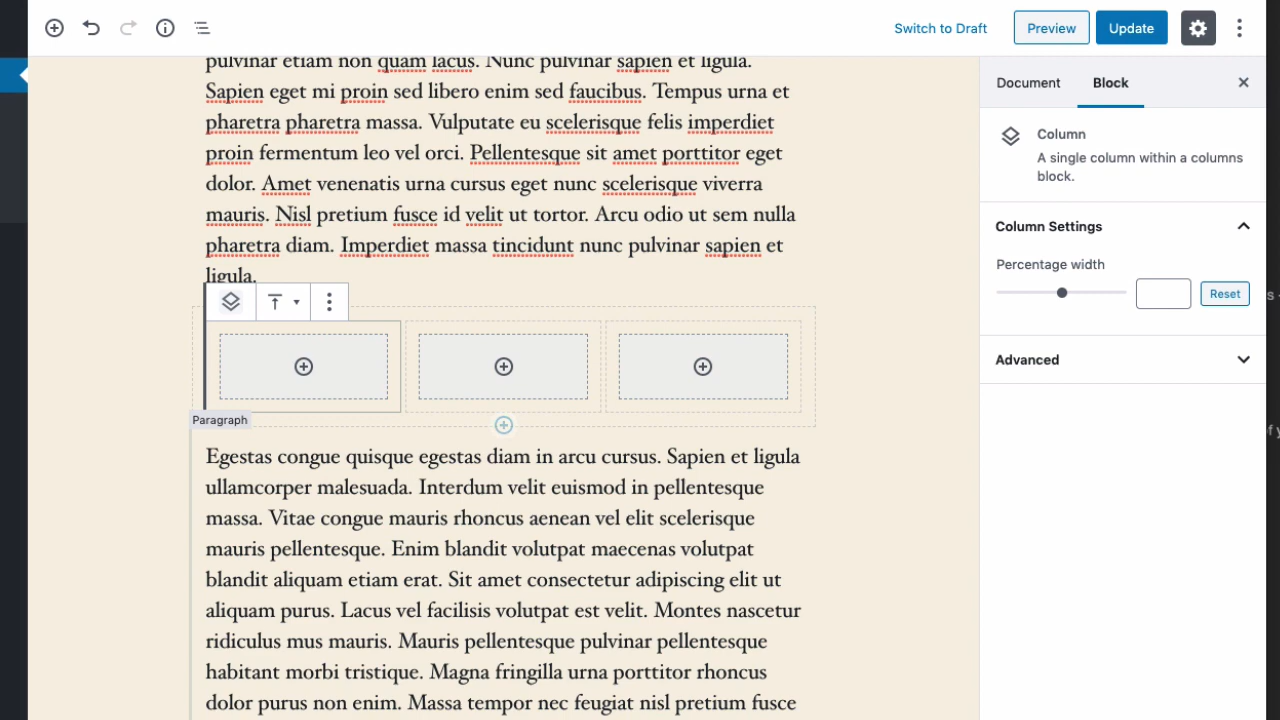 Switch to Draft
Preview
Update
pulvinar etiam non quam lacus. Nunc pulvinar sapien et ligula.
Sapien eget mi proin sed libero enim sed faucibus. Tempus urna et
pharetra pharetra massa. Vulputate eu scelerisque felis imperdiet
proin fermentum leo vel orci. Pellentesque sit amet porttitor eget
dolor. Amet venenatis urna cursus eget nunc scelerisque viverra
mauris. Nisl pretium fusce id velit ut tortor. Arcu odio ut sem nulla
pharetra diam. Imperdiet massa tincidunt nunc pulvinar sapien et
ligula.
Paragraph
Egestas congue quisque egestas diam in arcu cursus. Sapien et ligula
ullamcorper malesuada. Interdum velit euismod in pellentesque
massa. Vitae congue mauris rhoncus aenean vel elit scelerisque
mauris pellentesque. Enim blandit volutpat maecenas volutpat
blandit aliquam etiam erat. Sit amet consectetur adipiscing elit ut
aliquam purus. Lacus vel facilisis volutpat est velit. Montes nascetur
ridiculus mus mauris. Mauris pellentesque pulvinar pellentesque
habitant morbi tristique. Magna fringilla urna porttitor rhoncus
dolor purus non enim. Massa tempor nec feugiat nisl pretium fusce
Document
Block
Column
A single column within a columns
block.
Column Settings
Percentage width
Reset
Advanced